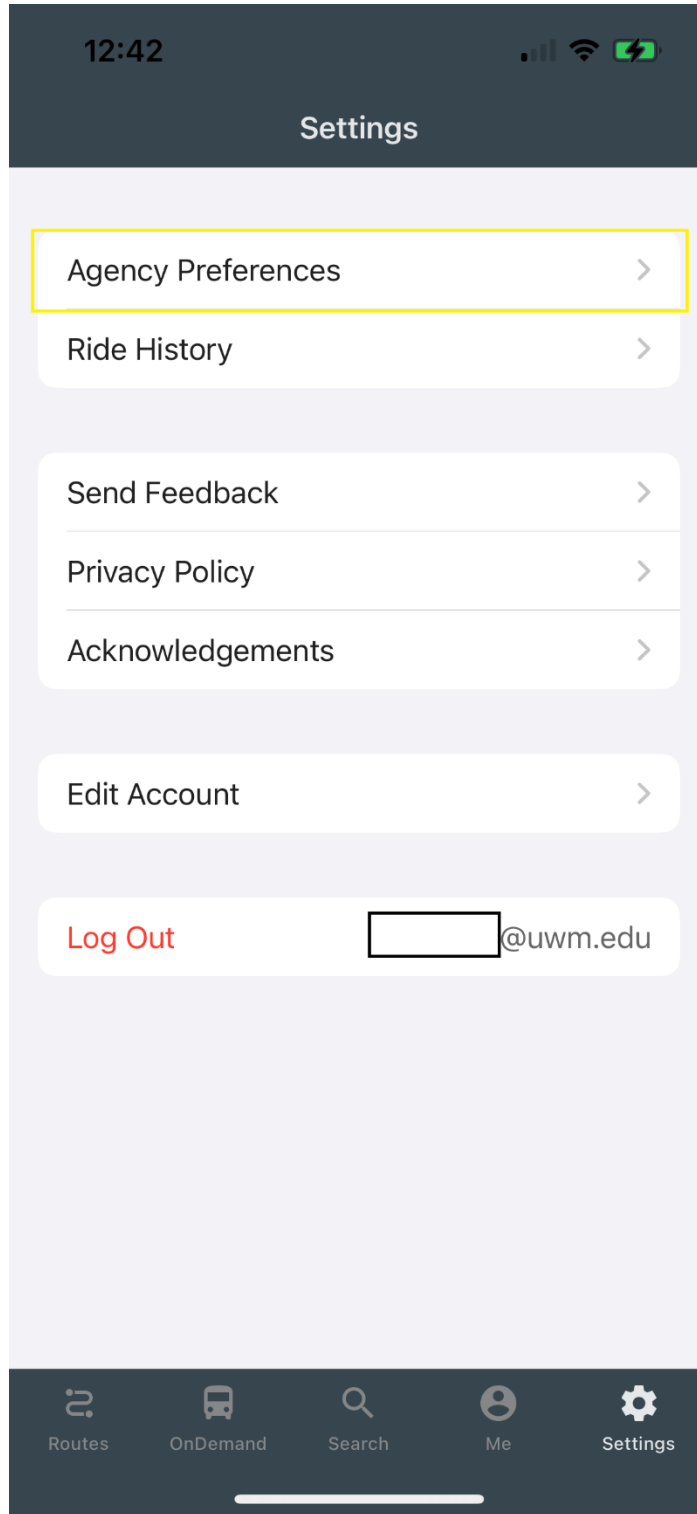 12:42
Settings
Agency Preferences
Ride History
Send Feedback
Privacy Policy
Acknowledgements
Edit Account
Log Out @uwm.edu
Routes OnDemand Search Me Settings